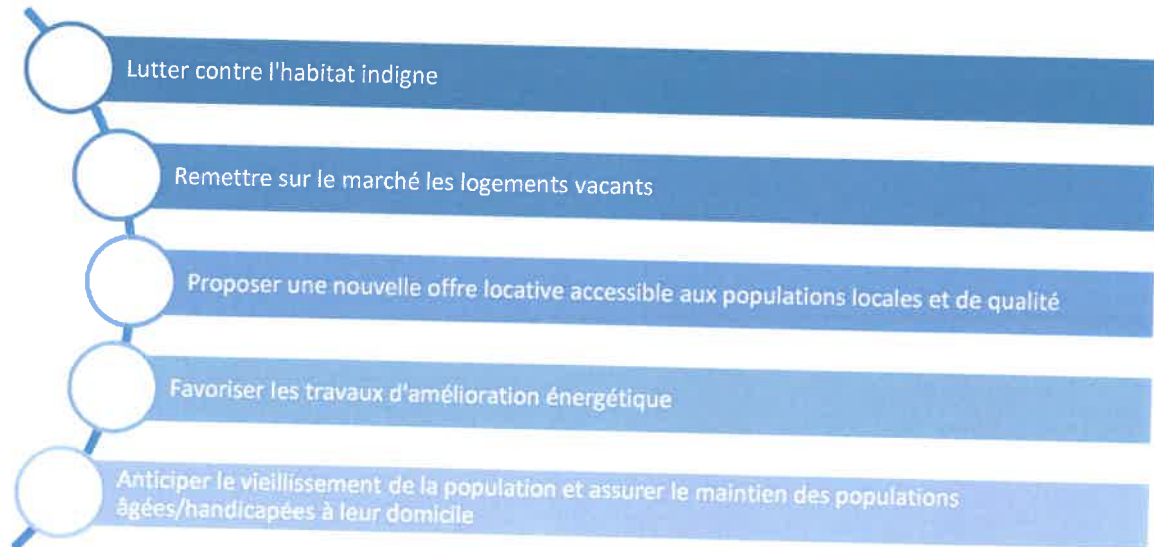 Lutter contre l'habitat indigne
Remettre sur le marché les logements vacants
Proposer une nouvelle offre locative accessible aux populations locales et de qualité
Favoriser les travaux d'amélioration énergétique
Anticiper le vieillissement de la population et assurer le maintien des populations
âgées/handicapées à leur domicile